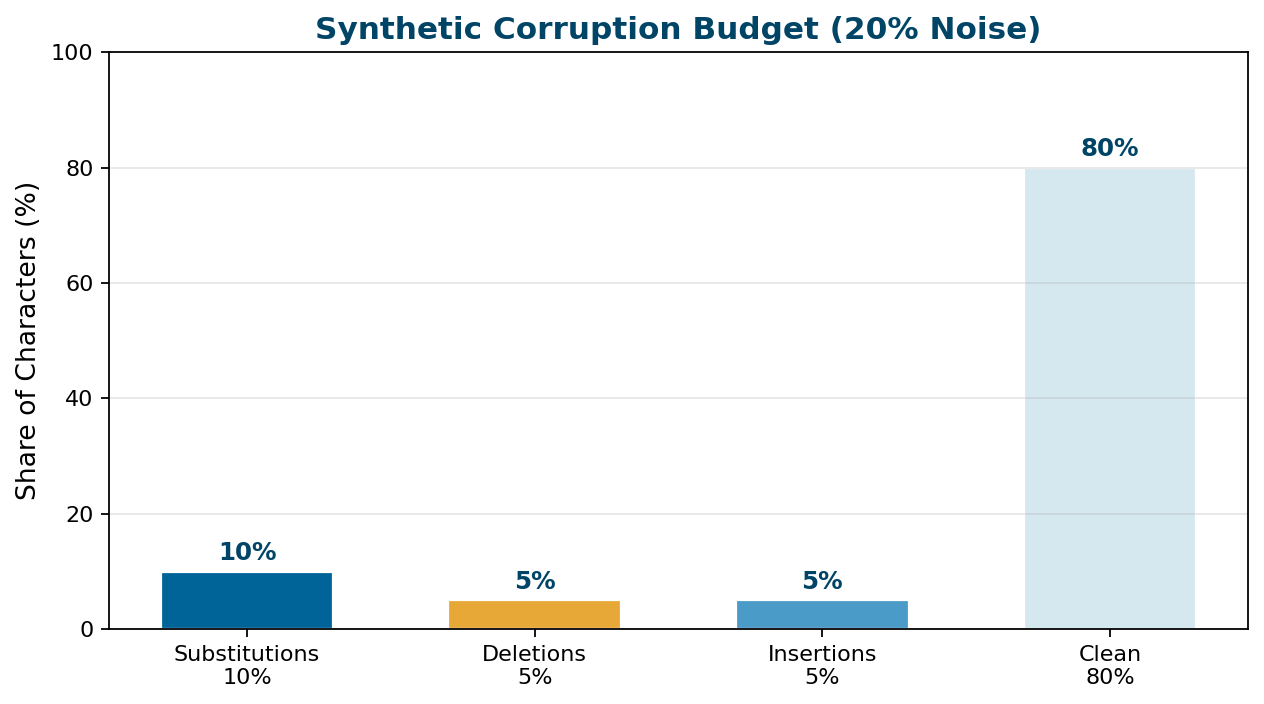 Synthetic Corruption Budget (20% Noise)
Share of Characters (%)
100
80
60
40
20
0
10%
5%
5%
80%
Substitutions
10%
Deletions
5%
Insertions
5%
Clean
80%